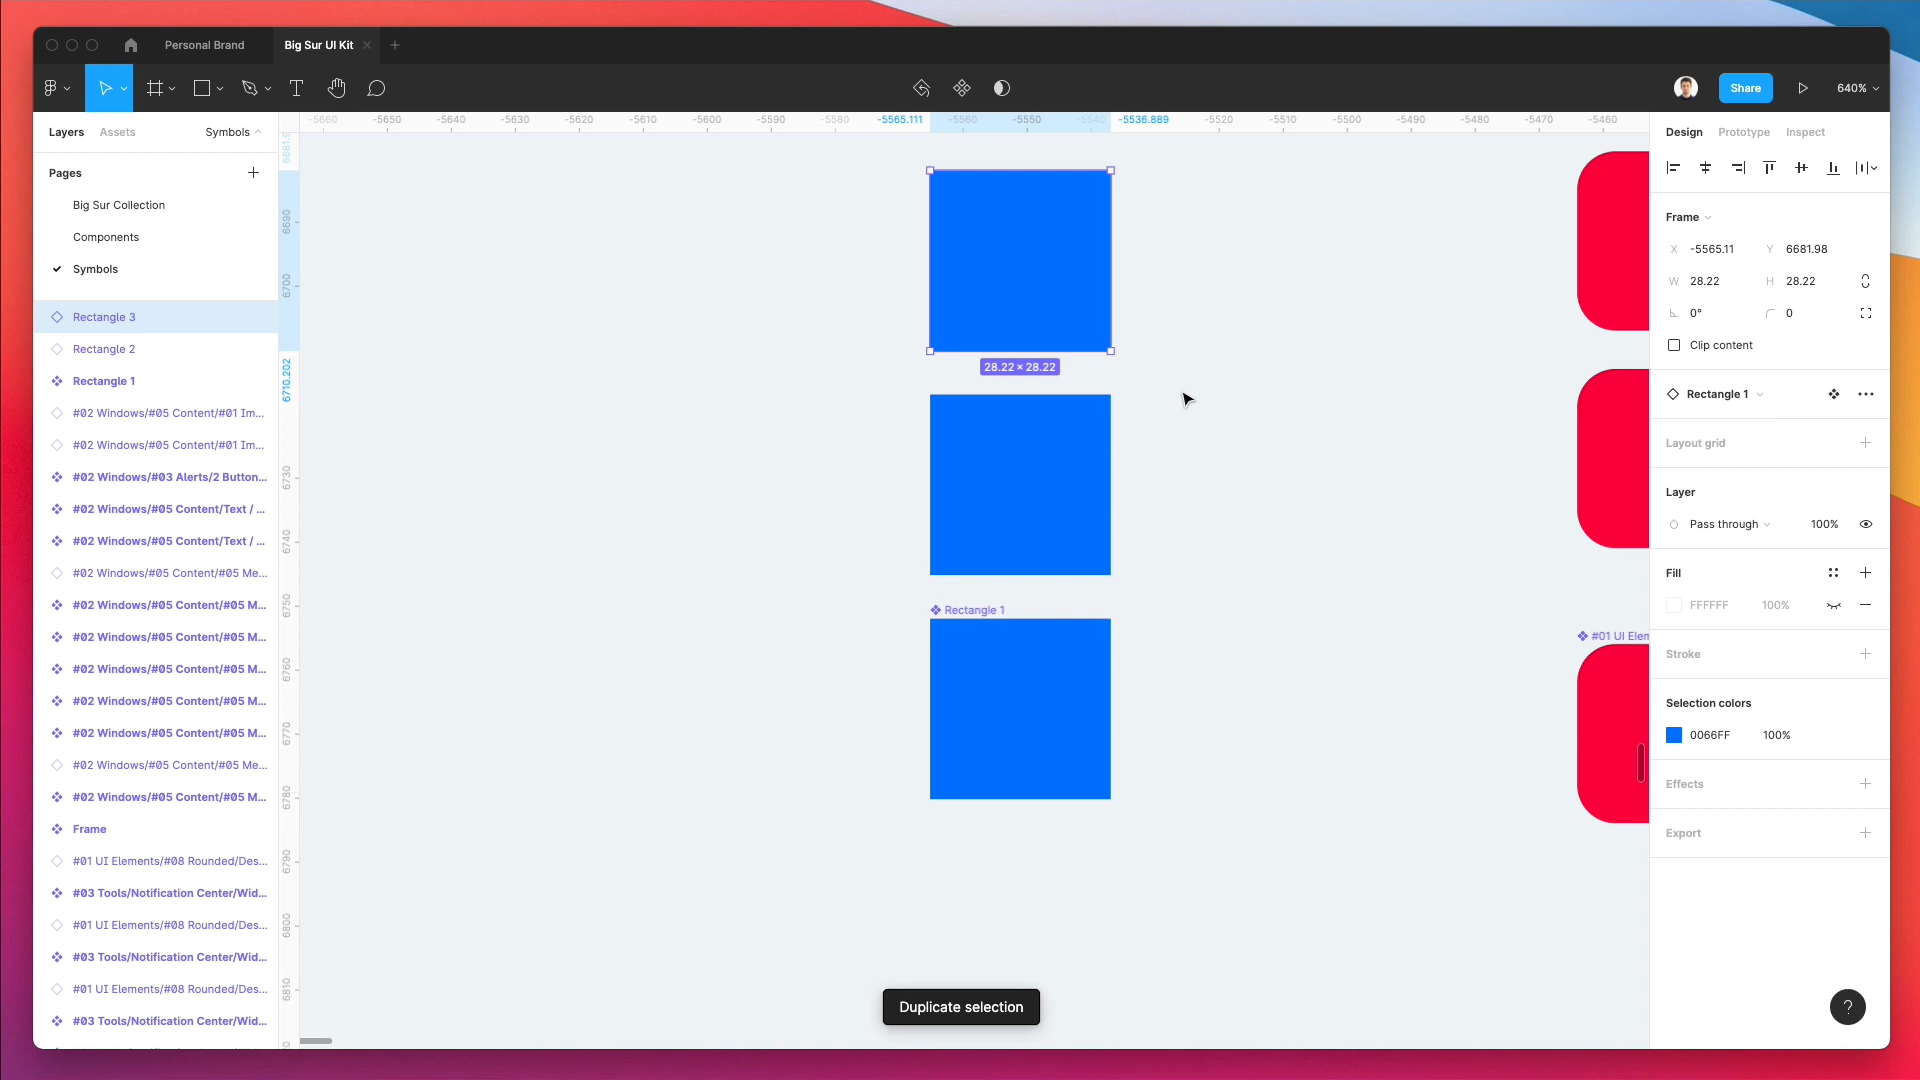 Personal Brand
Big Sur UI Kit
Share
640%
Layers
Assets
Symbols
Pages
Big Sur Collection
Components
Symbols
Rectangle 3
Rectangle 2
Rectangle 1
#02 Windows/#05 Content/#01 Im...
#02 Windows/#05 Content/#01 Im...
#02 Windows/#03 Alerts/2 Button...
#02 Windows/#05 Content/Text / ...
#02 Windows/#05 Content/Text / ...
#02 Windows/#05 Content/#05 Me...
#02 Windows/#05 Content/#05 M...
#02 Windows/#05 Content/#05 M...
#02 Windows/#05 Content/#05 M...
#02 Windows/#05 Content/#05 M...
#02 Windows/#05 Content/#05 M...
#02 Windows/#05 Content/#05 Me...
#02 Windows/#05 Content/#05 M...
Frame
#01 UI Elements/#08 Rounded/Des...
#03 Tools/Notification Center/Wid...
#01 UI Elements/#08 Rounded/Des...
#03 Tools/Notification Center/Wid...
#01 UI Elements/#08 Rounded/Des...
#03 Tools/Notification Center/Wid...
-5660 -5650 -5640 -5630 -5620 -5610 -5600 -5590 -5580 -5565.111 -5560 -5550 -5540 -5536.889 -5520 -5510 -5500 -5490 -5480 -5470 -5460
6690
6700
6710.202
6730
6740
6750
6760
6770
6780
6790
6800
6810
28.22 × 28.22
Rectangle 1
#01 UI Elem
Duplicate selection
Design
Prototype
Inspect
Frame
X -5565.11 Y 6681.98
W 28.22 H 28.22
0° 0
Clip content
Rectangle 1
Layout grid
Layer
Pass through 100%
Fill
FFFFFF 100%
Stroke
Selection colors
0066FF 100%
Effects
Export
?